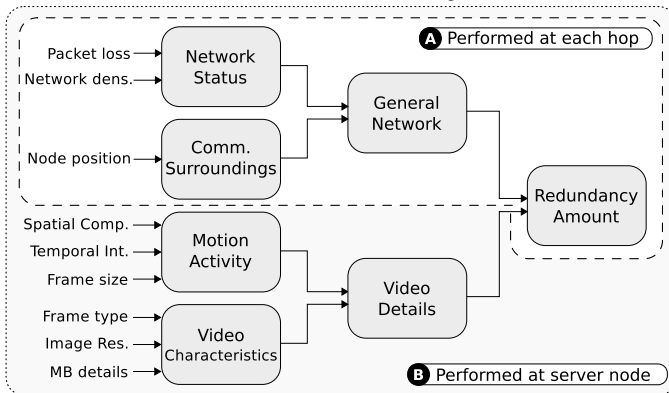 A Performed at each hop
Packet loss
Network dens.
Network
Status
General
Network
Node position
Comm.
Surroundings
Redundancy
Amount
Spatial Comp.
Temporal Int.
Frame size
Motion
Activity
Video
Details
Frame type
Image Res.
MB details
Video
Characteristics
B Performed at server node